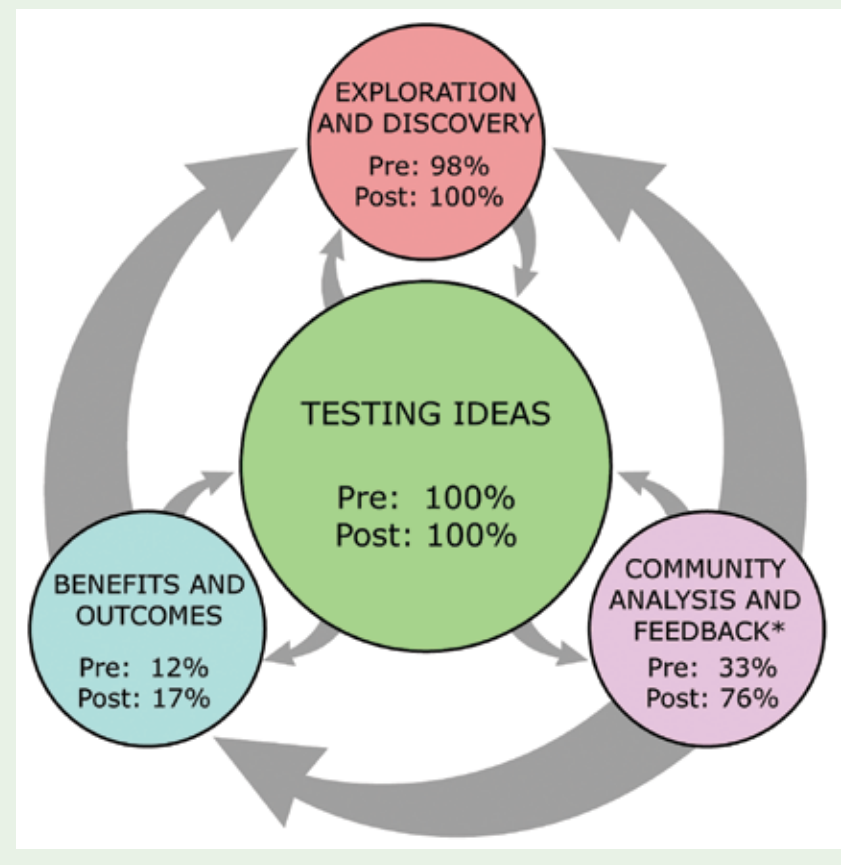 EXPLORATION
AND DISCOVERY
Pre: 98%
Post: 100%
TESTING IDEAS
Pre: 100%
Post: 100%
BENEFITS AND
OUTCOMES
Pre: 12%
Post: 17%
COMMUNITY
ANALYSIS AND
FEEDBACK*
Pre: 33%
Post: 76%